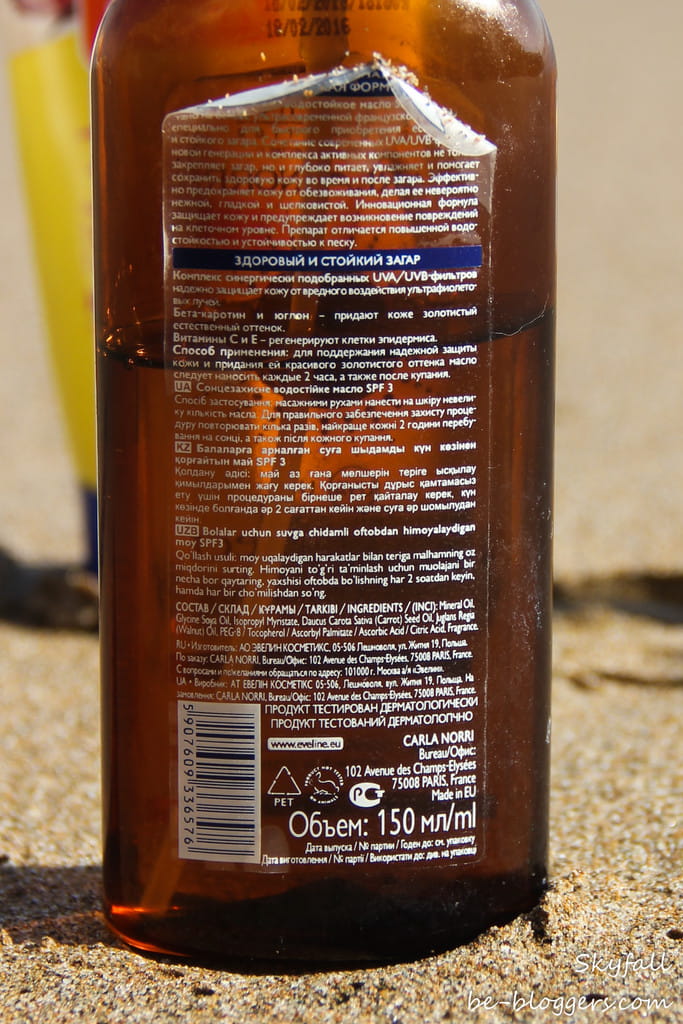 12/02/2016
водостойкое масло
специально для быстрого приобретения
и стойкого загара. Сочетание современных UVA/UVB-
новой генерации и комплекса активных компонентов не
закрепляет загар, но и глубоко питает, увлажняет и помогает
сохранить здоровую кожу во время и после загара. Эффектив-
но предохраняет кожу от обезвоживания, делая ее невероятно
нежной, гладкой и шелковистой. Инновационная формула
защищает кожу и предупреждает возникновение повреждений
на клеточном уровне. Препарат отличается повышенной водо-
стойкостью и устойчивостью к песку.
ЗДОРОВЫЙ И СТОЙКИЙ ЗАГАР
Комплекс синергически подобранных UVA/UVB-фильтров
надежно защищает кожу от вредного воздействия ультрафиолето-
вых лучей.
Бета-каротин и юглон – придают коже золотистый
естественный оттенок.
Витамины С и Е – регенерируют клетки эпидермиса.
Способ применения: для поддержания надежной защиты
кожи и придания ей красивого золотистого оттенка масло
следует наносить каждые 2 часа, а также после купания.
UA Сонцезахисне водостійке масло SPF 3
Спосіб застосування: масажними рухами нанести на шкіру невели-
ку кількість масла. Для правильного забезпечення захисту проце-
дуру повторювати кілька разів, найкраще кожні 2 години перебу-
вання на сонці, а також після кожного купання.
KZ Балаларға арналған суға шыдамды күн көзінен
қорғайтын май SPF 3
Қолдану әдісі: май аз ғана мөлшерін теріге ысқылау
қимылдарымен жағу керек. Қорғанысты дұрыс қамтамасыз
ету үшін процедураны бірнеше рет қайталау керек, күн
көзінде болғанда әр 2 сағаттан кейін және суға әр шомылудан
кейін.
UZB Bolalar uchun suvga chidamli oftobdan himoyalaydigan
moy SPF3
Qo'llash usuli: moy uqalaydigan harakatlar bilan teriga malhamning oz
miqdorini surting. Himoyani to'g'ri ta'minlash uchun muolajani bir
necha bor qaytaring, yaxshisi oftobda bo'lishning har 2 soatdan keyin,
hamda har bir cho'milishdan so'ng.
СОСТАВ / СКЛАД / ҚҰРАМЫ / TARKIBI / INGREDIENTS / (INCI): Mineral Oil,
Glycine Soya Oil, Isopropyl Myristate, Daucus Carota Sativa (Carrot) Seed Oil, Juglans Regia
(Walnut) Oil, PEG-8 / Tocopherol / Ascorbyl Palmitate / Ascorbic Acid / Citric Acid, Fragrance.
RU • Изготовитель: АО ЭВЕЛИН КОСМЕТИКС, 05-506 Лешноволя, ул. Житня 19, Польша.
По заказу: CARLA NORRI, Бюраu/Офис: 102 Avenue des Champs-Elysées, 75008 PARIS, France.
С вопросами и пожеланиями обращаться по адресу: 101000 г. Москва а/я «Эвелин».
UA • Виробник: АТ ЕВЕЛІН КОСМЕТІКС 05-506, Лешноволя, вул. Житня 19, Польща. На
замовлення: CARLA NORRI, Bureau/Офис: 102 Avenue des Champs-Elysées, 75008 PARIS, France.
ПРОДУКТ ТЕСТИРОВАН ДЕРМАТОЛОГИЧЕСКИ
ПРОДУКТ ТЕСТОВАНИЙ ДЕРМАТОЛОГІЧНО
www.eveline.eu
CARLA NORRI
Bureau/Офис:
102 Avenue des Champs-Elysées
75008 PARIS, France
Made in EU
PET
5907609336576
Объем: 150 мл/ml
Дата выпуска / № партии / Годен до: см. упаковку
Дата виготовлення / № партії / Використати до: див. на упаковці
Skyfall
be-bloggers.com